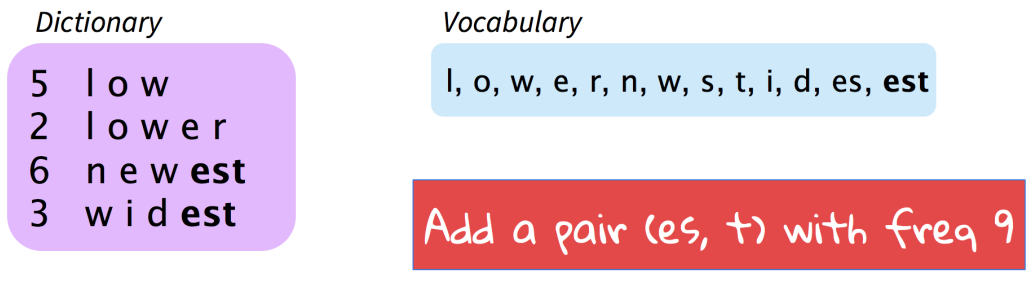 Dictionary
5 l o w
2 l o w e r
6 n e w est
3 w i d est
Vocabulary
l, o, w, e, r, n, w, s, t, i, d, es, est
Add a pair (es, t) with freq 9